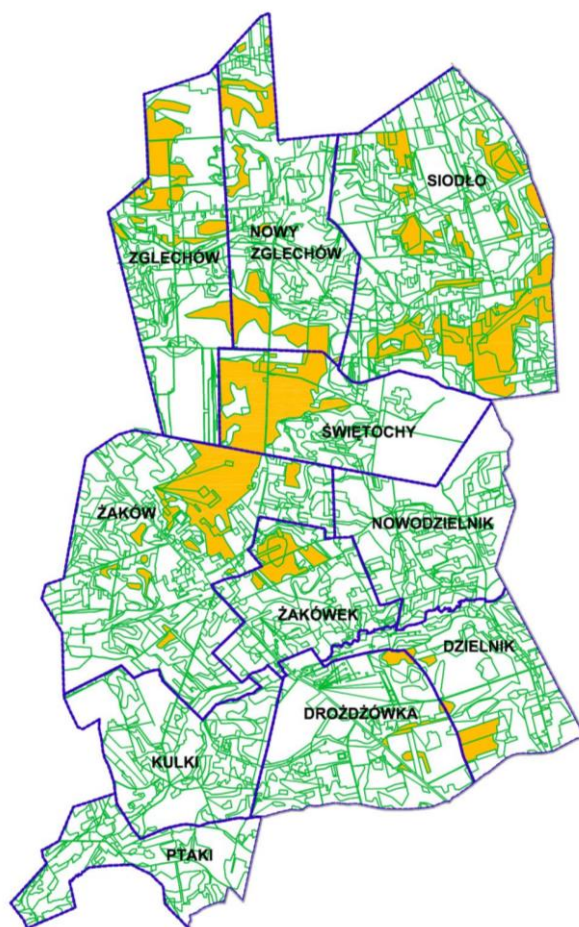 SIODŁO
NOWY
ZGLECHÓW
ZGLECHÓW
ŚWIĘTOCHY
ŻAKÓW
NOWODZIELNIK
ŻAKÓWEK
DZIELNIK
DROŻDŻÓWKA
KULKI
PTAKI